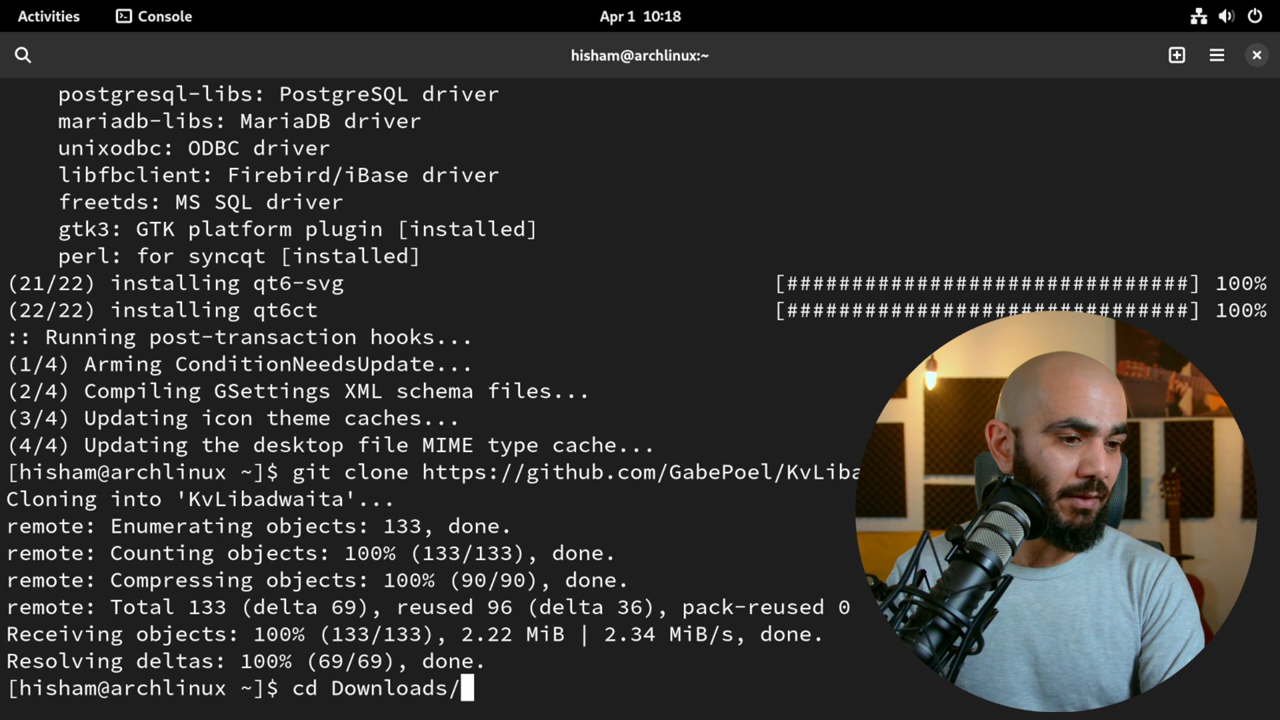 Activities
Console
Apr 1 10:18
hisham@archlinux:~
postgresql-libs: PostgreSQL driver
mariadb-libs: MariaDB driver
unixodbc: ODBC driver
libfbclient: Firebird/iBase driver
freetds: MS SQL driver
gtk3: GTK platform plugin [installed]
perl: for syncqt [installed]
(21/22) installing qt6-svg [###############################] 100%
(22/22) installing qt6ct [###############################] 100%
:: Running post-transaction hooks...
(1/4) Arming ConditionNeedsUpdate...
(2/4) Compiling GSettings XML schema files...
(3/4) Updating icon theme caches...
(4/4) Updating the desktop file MIME type cache...
[hisham@archlinux ~]$ git clone https://github.com/GabePoel/KvLiba
Cloning into 'KvLibadwaita'...
remote: Enumerating objects: 133, done.
remote: Counting objects: 100% (133/133), done.
remote: Compressing objects: 100% (90/90), done.
remote: Total 133 (delta 69), reused 96 (delta 36), pack-reused 0
Receiving objects: 100% (133/133), 2.22 MiB | 2.34 MiB/s, done.
Resolving deltas: 100% (69/69), done.
[hisham@archlinux ~]$ cd Downloads/